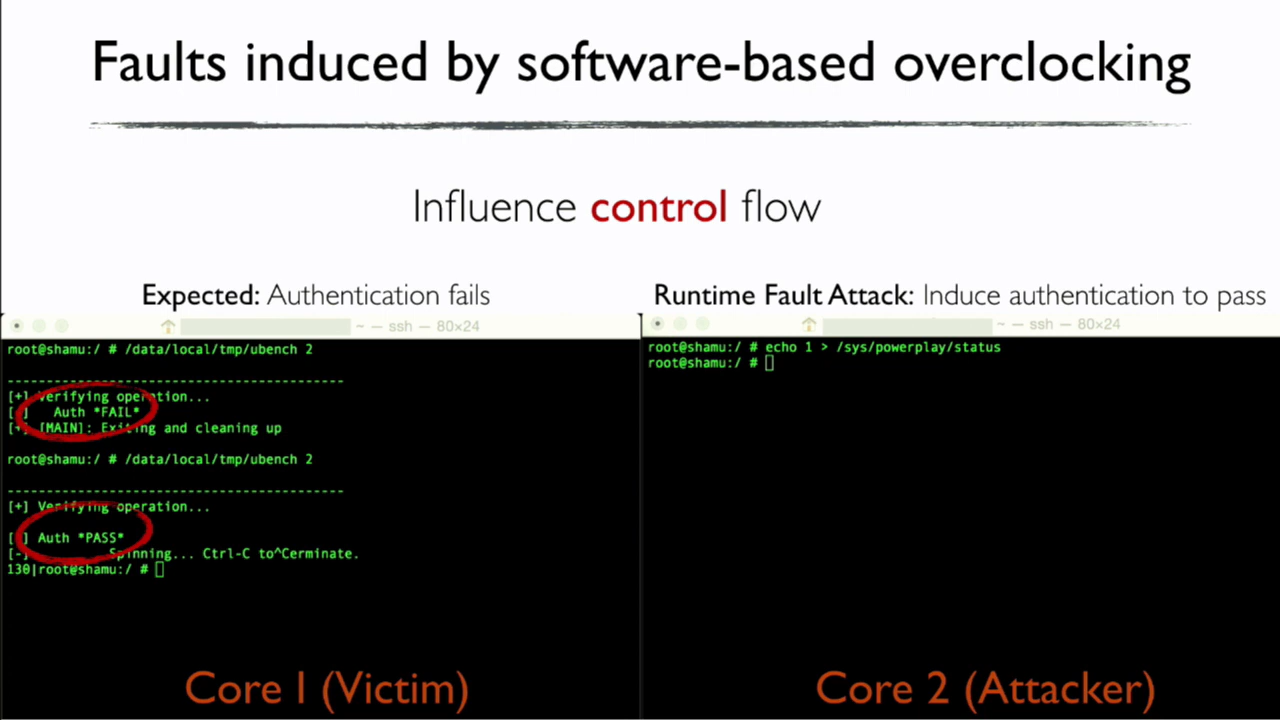 Faults induced by software-based overclocking
Influence control flow
Expected: Authentication fails
Runtime Fault Attack: Induce authentication to pass
~ — ssh — 80×24
root@shamu:/ # /data/local/tmp/ubench 2
-------------------------------------------
[+] Verifying operation...
Auth *FAIL*
[+] [MAIN]: Exiting and cleaning up
root@shamu:/ # /data/local/tmp/ubench 2
-------------------------------------------
[+] Verifying operation...
Auth *PASS*
[-] Spinning... Ctrl-C to^Cerminate.
130|root@shamu:/ #
Core 1 (Victim)
~ — ssh — 80×24
root@shamu:/ # echo 1 > /sys/powerplay/status
root@shamu:/ #
Core 2 (Attacker)